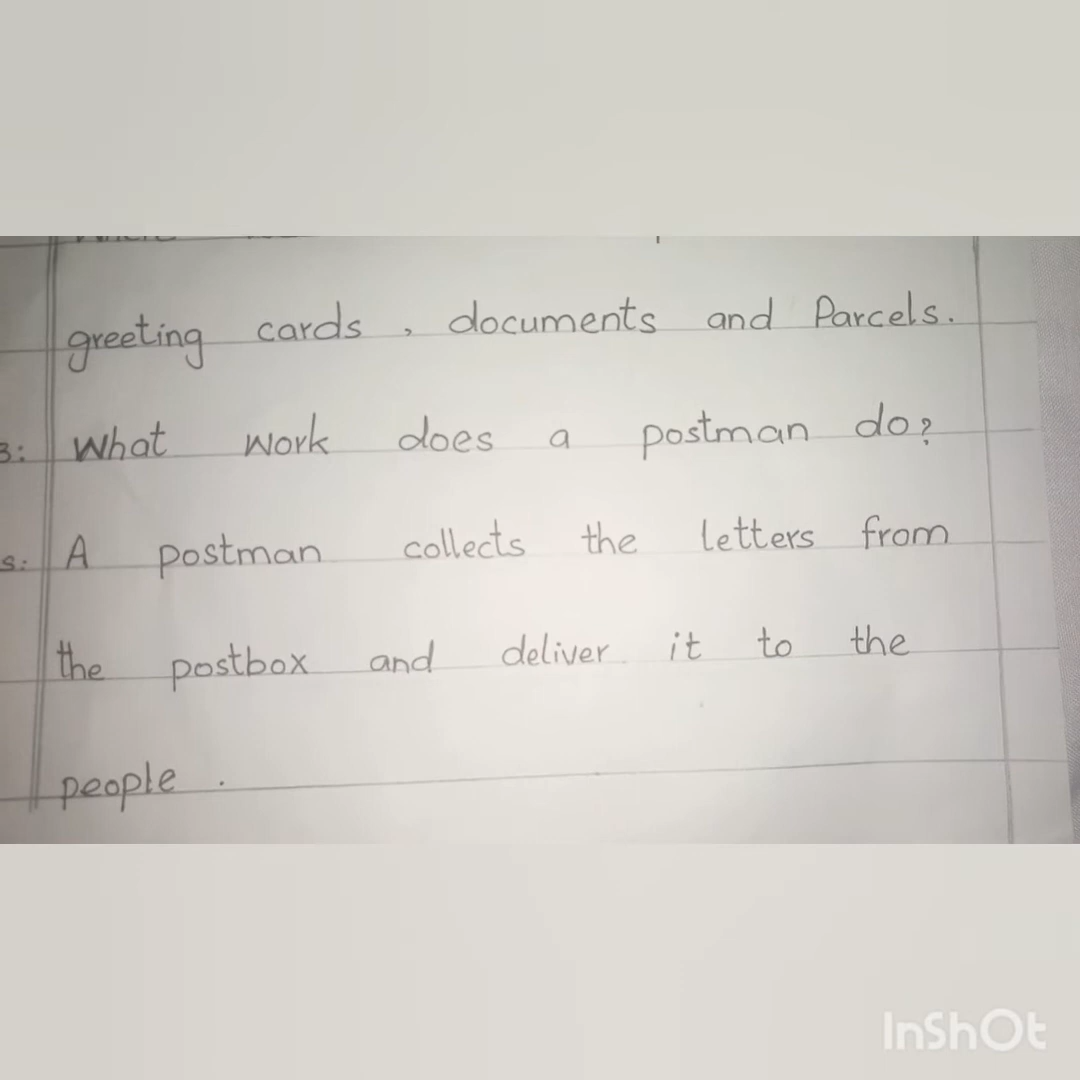 greeting cards , documents and Parcels.
3: What work does a postman do?
s: A postman collects the letters from
the postbox and deliver it to the
people .
InShOt